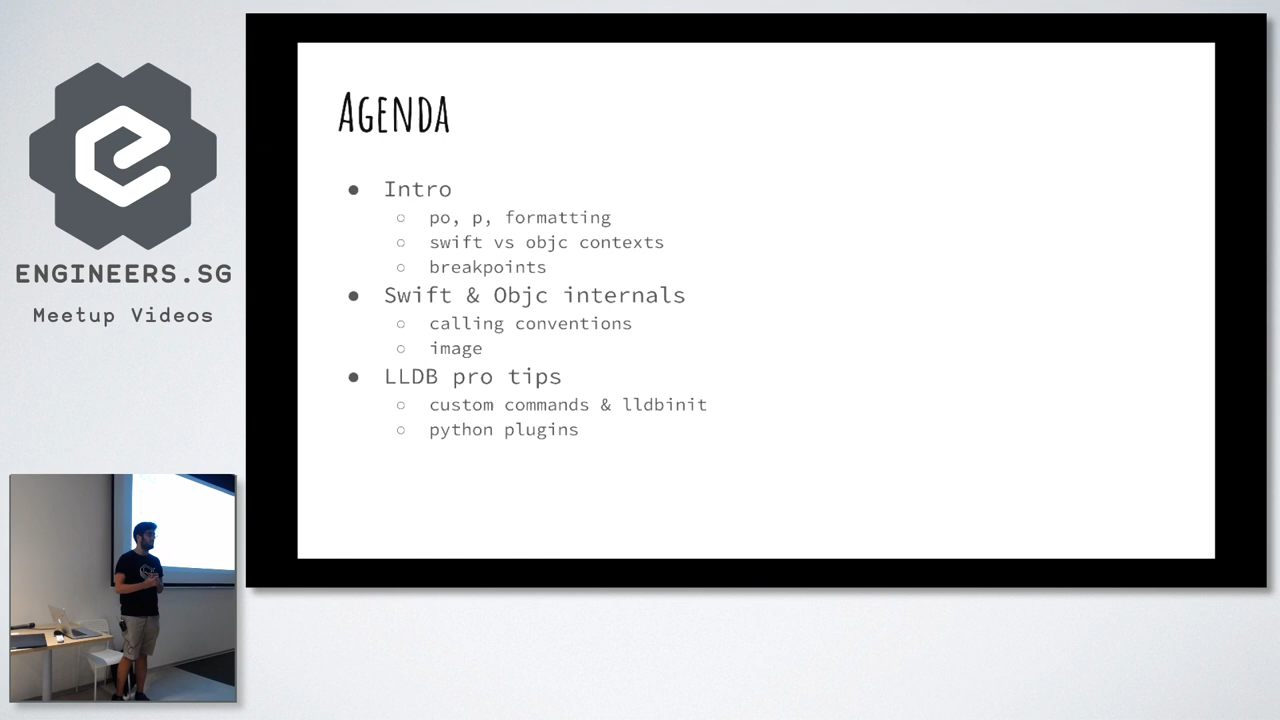 ENGINEERS.SG
Meetup Videos
AGENDA
● Intro
○ po, p, formatting
○ swift vs objc contexts
○ breakpoints
● Swift & Objc internals
○ calling conventions
○ image
● LLDB pro tips
○ custom commands & lldbinit
○ python plugins